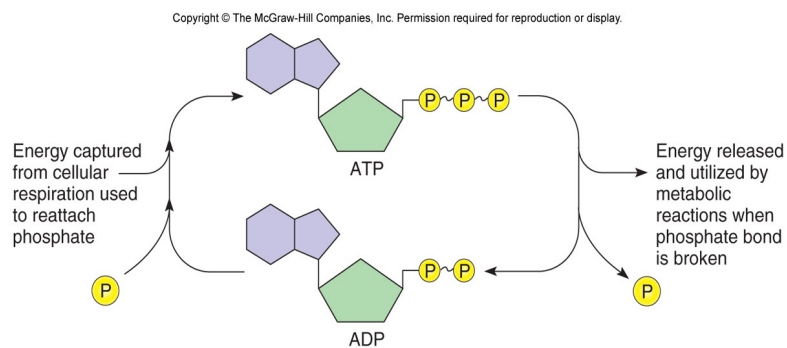 Copyright © The McGraw-Hill Companies, Inc. Permission required for reproduction or display.
P P P
ATP
Energy captured
from cellular
respiration used
to reattach
phosphate
Energy released
and utilized by
metabolic
reactions when
phosphate bond
is broken
P
P P
P
ADP